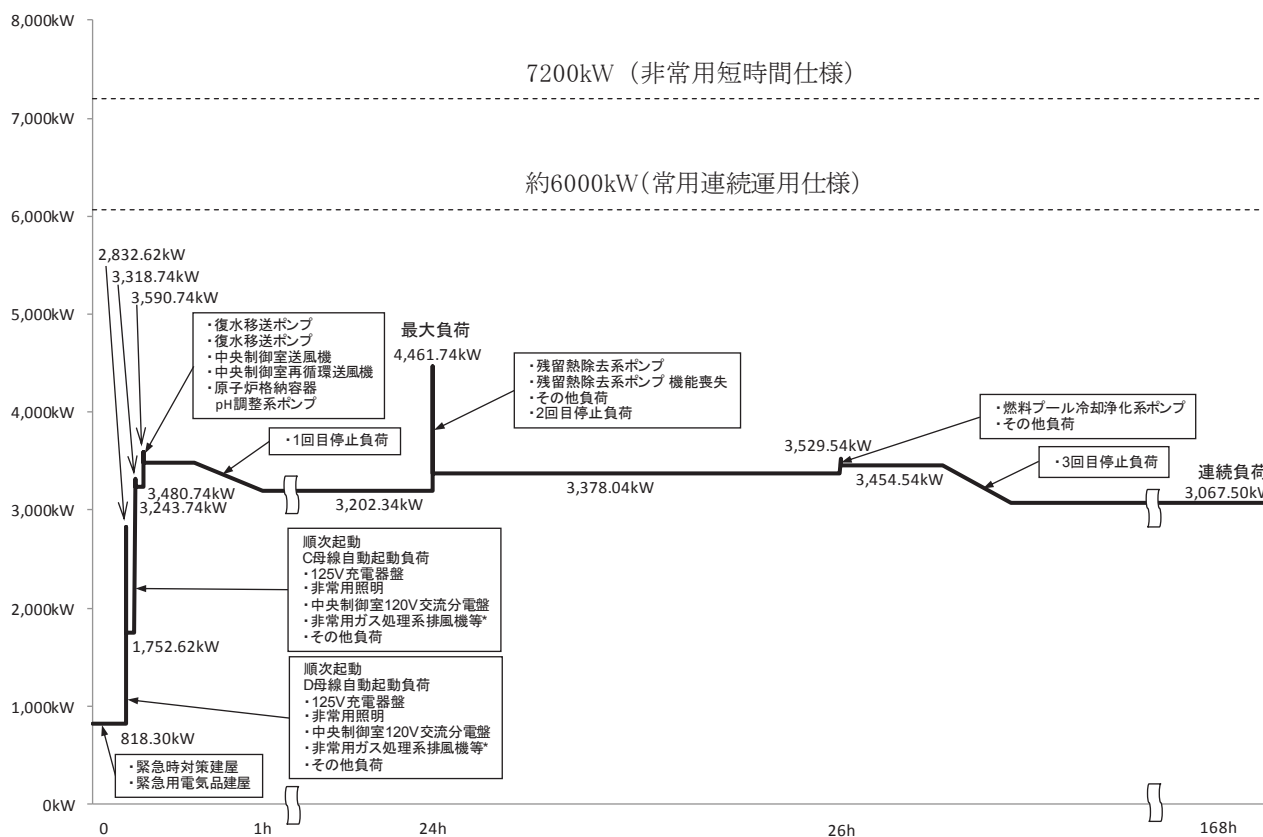 8,000kW
7200kW（非常用短時間仕様）
7,000kW
約6000kW(常用連続運用仕様)
6,000kW
2,832.62kW
3,318.74kW
3,590.74kW
5,000kW
・復水移送ポンプ
・復水移送ポンプ
・中央制御室送風機
・中央制御室再循環送風機
・原子炉格納容器
pH調整系ポンプ
最大負荷
4,461.74kW
・残留熱除去系ポンプ
・残留熱除去系ポンプ 機能喪失
・その他負荷
・2回目停止負荷
4,000kW
・燃料プール冷却浄化系ポンプ
・その他負荷
・1回目停止負荷
3,529.54kW
・3回目停止負荷
連続負荷
3,067.50kW
3,480.74kW
3,243.74kW
3,202.34kW
3,378.04kW
3,454.54kW
3,000kW
順次起動
C母線自動起動負荷
・125V充電器盤
・非常用照明
・中央制御室120V交流分電盤
・非常用ガス処理系排風機等*
・その他負荷
2,000kW
1,752.62kW
順次起動
D母線自動起動負荷
・125V充電器盤
・非常用照明
・中央制御室120V交流分電盤
・非常用ガス処理系排風機等*
・その他負荷
1,000kW
818.30kW
・緊急時対策建屋
・緊急用電気品建屋
0kW
0
1h
24h
26h
168h